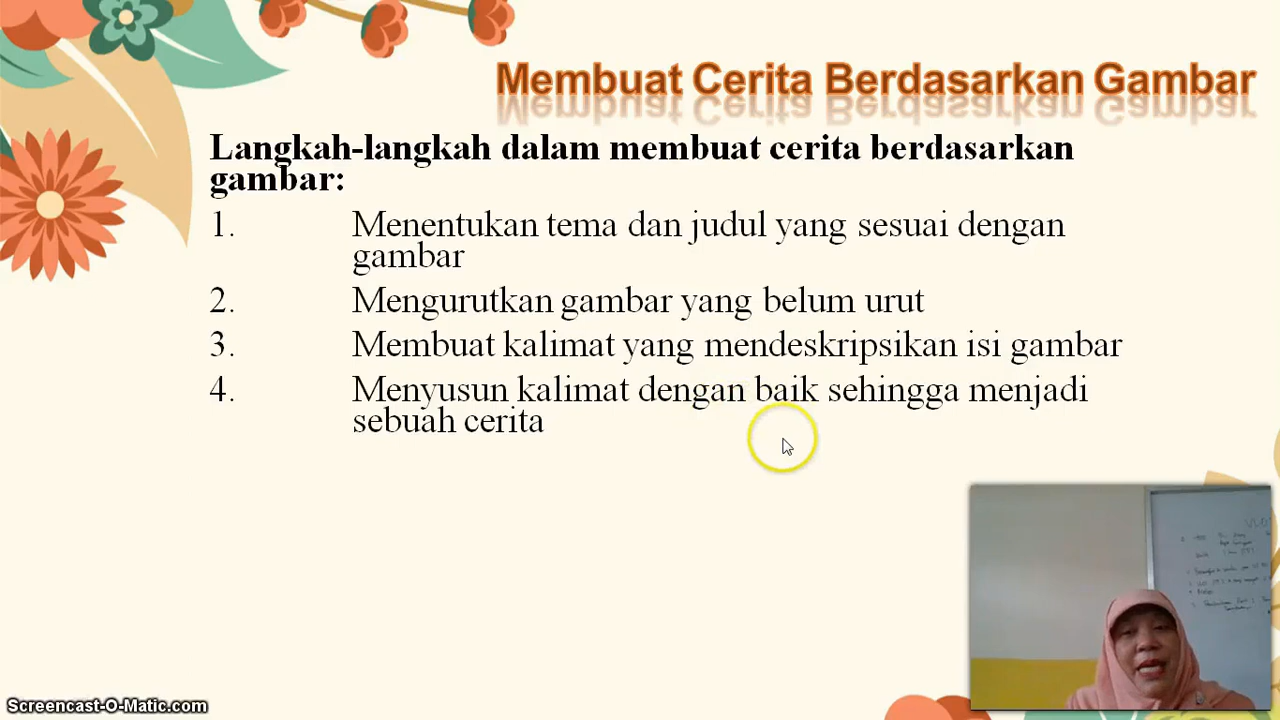 Membuat Cerita Berdasarkan Gambar
Langkah-langkah dalam membuat cerita berdasarkan
gambar:
1. Menentukan tema dan judul yang sesuai dengan
gambar
2. Mengurutkan gambar yang belum urut
3. Membuat kalimat yang mendeskripsikan isi gambar
4. Menyusun kalimat dengan baik sehingga menjadi
sebuah cerita
Screencast-O-Matic.com